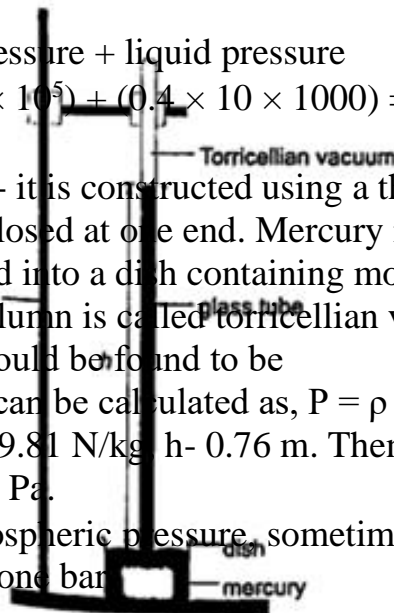 essure + liquid pressure
× 10⁵) + (0.4 × 10 × 1000) =
Torricellian vacuum
- it is constructed using a th
losed at one end. Mercury
d into a dish containing mo
glass tube
lumn is called torricellian v
ould be found to be
h
can be calculated as, P = ρ
9.81 N/kg, h- 0.76 m. Then
Pa.
ospheric pressure, sometim
dish
one bar
mercury